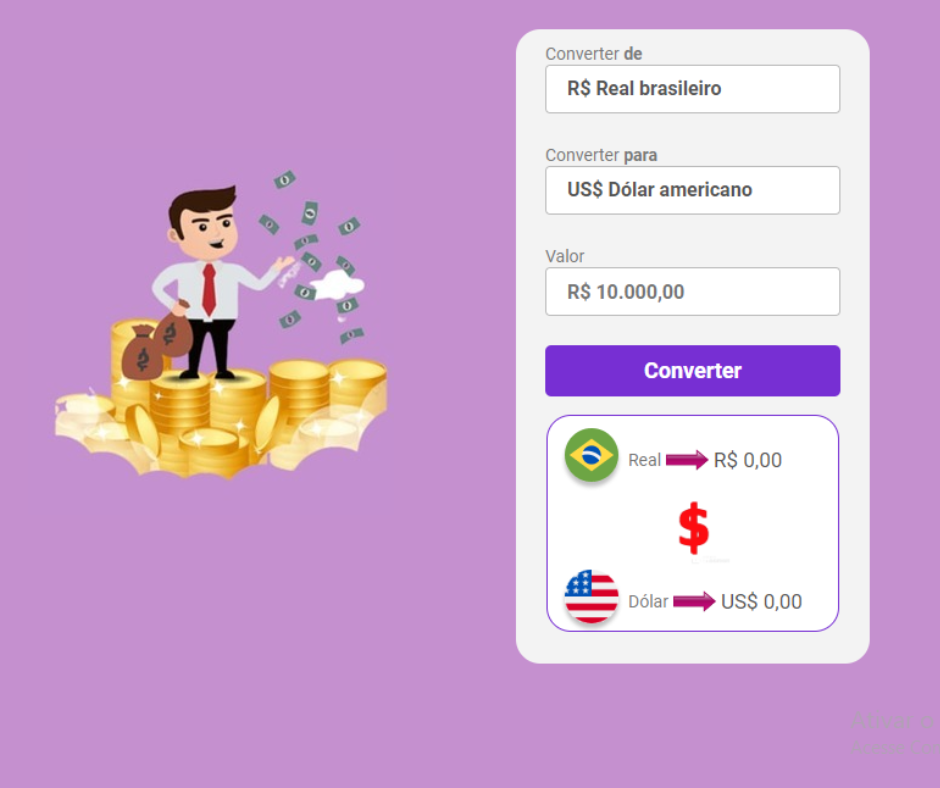 Converter de
R$ Real brasileiro
Converter para
US$ Dólar americano
Valor
R$ 10.000,00
Converter
Real R$ 0,00
$
Dólar US$ 0,00